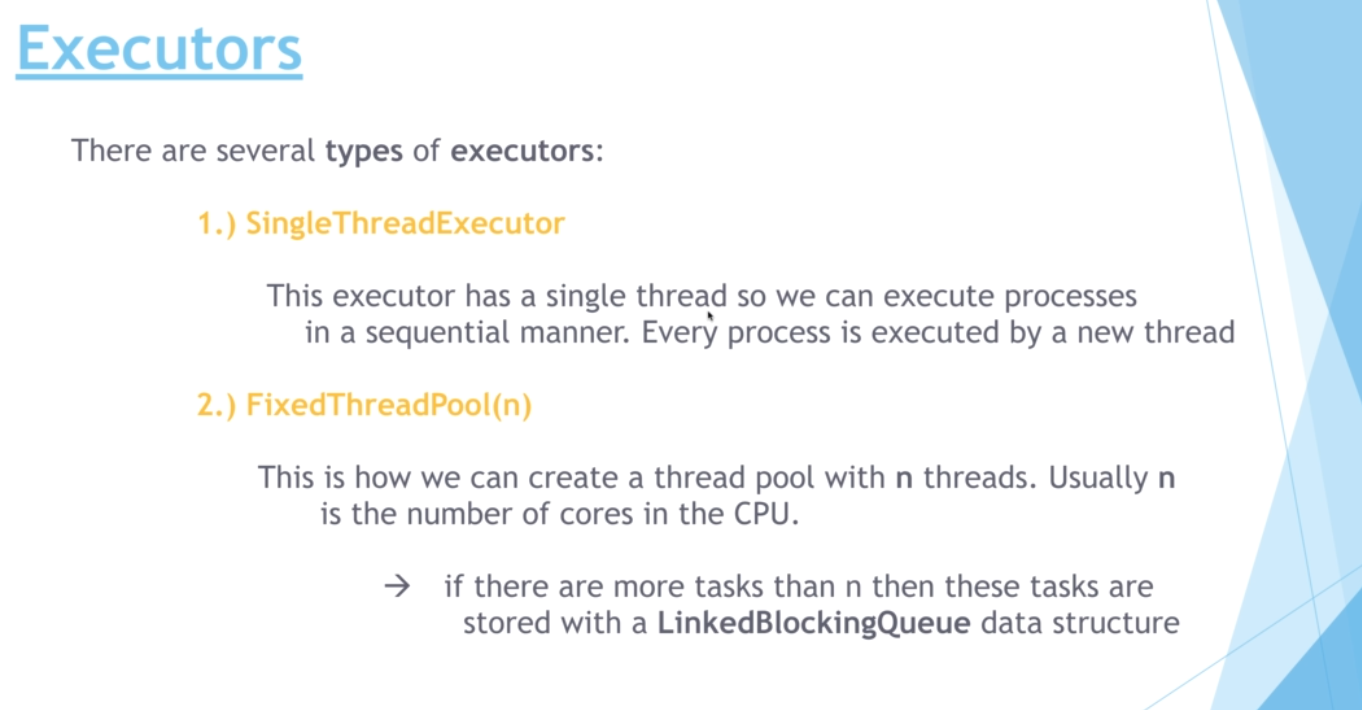 Executors
There are several types of executors:
1.) SingleThreadExecutor
This executor has a single thread so we can execute processes
in a sequential manner. Every process is executed by a new thread
2.) FixedThreadPool(n)
This is how we can create a thread pool with n threads. Usually n
is the number of cores in the CPU.
→ if there are more tasks than n then these tasks are
stored with a LinkedBlockingQueue data structure